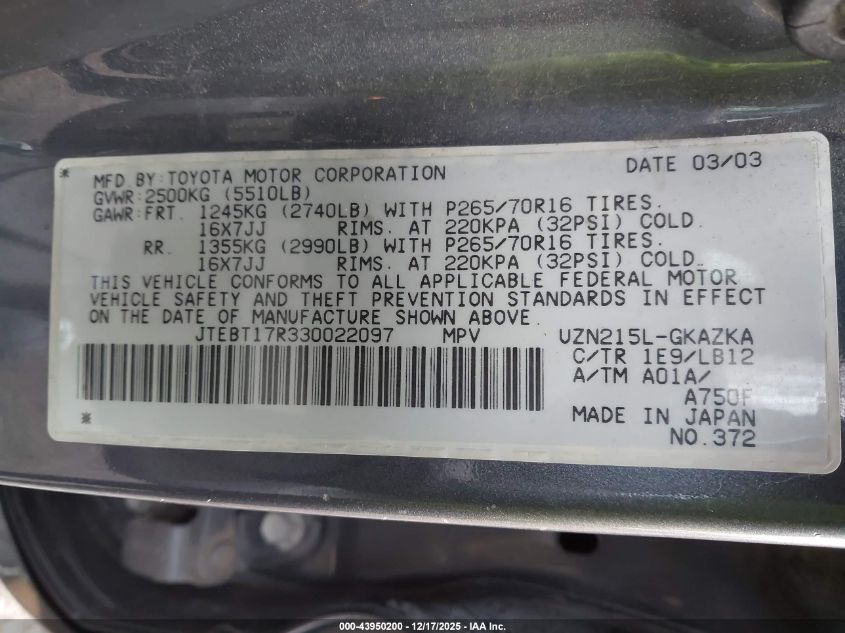 MFD BY:TOYOTA MOTOR CORPORATION DATE 03/03
GVWR:2500KG (5510LB)
GAWR:FRT. 1245KG (2740LB) WITH P265/70R16 TIRES.
16X7JJ RIMS. AT 220KPA (32PSI) COLD.
RR. 1355KG (2990LB) WITH P265/70R16 TIRES.
16X7JJ RIMS. AT 220KPA (32PSI) COLD.
THIS VEHICLE CONFORMS TO ALL APPLICABLE FEDERAL MOTOR
VEHICLE SAFETY AND THEFT PREVENTION STANDARDS IN EFFECT
ON THE DATE OF MANUFACTURE SHOWN ABOVE.
JTEBT17R330022097 MPV UZN215L-GKAZKA
C/TR 1E9/LB12
A/TM A01A/
A750F
MADE IN JAPAN
NO.372
000-43950200 - 12/17/2025 - IAA Inc.